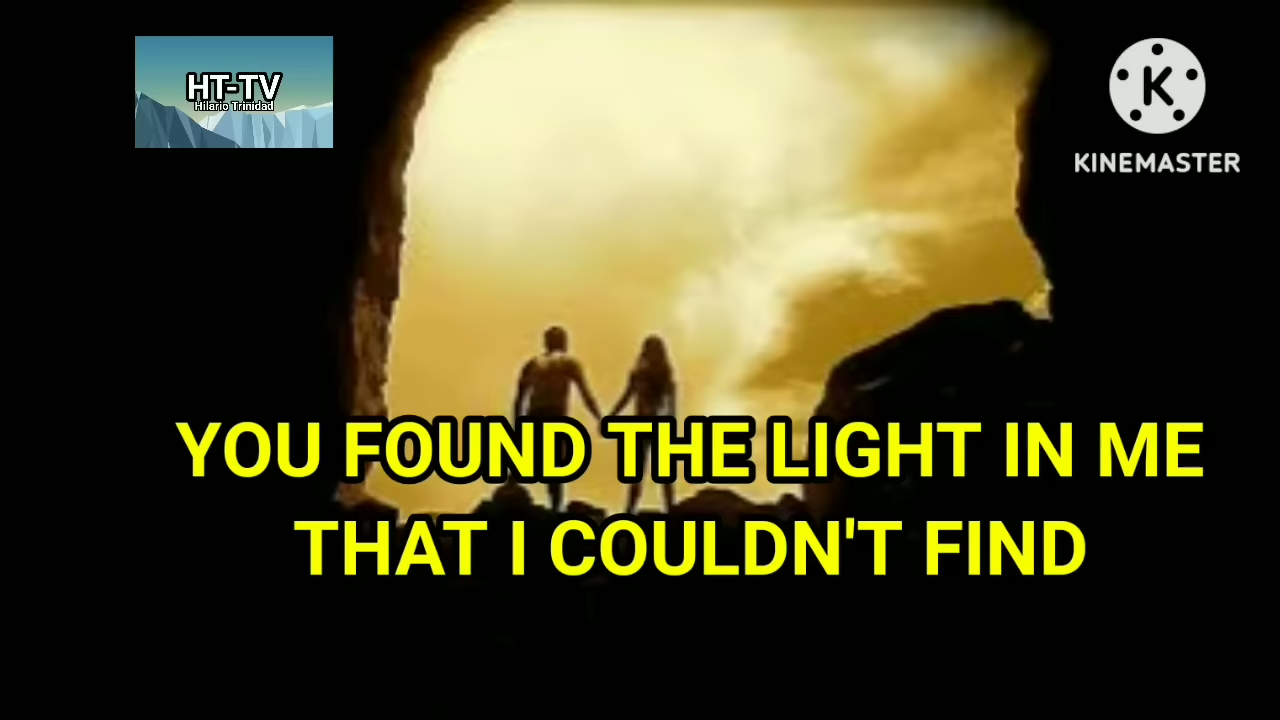 HT-TV
Hilario Trinidad
K
KINEMASTER
YOU FOUND THE LIGHT IN ME
THAT I COULDN'T FIND